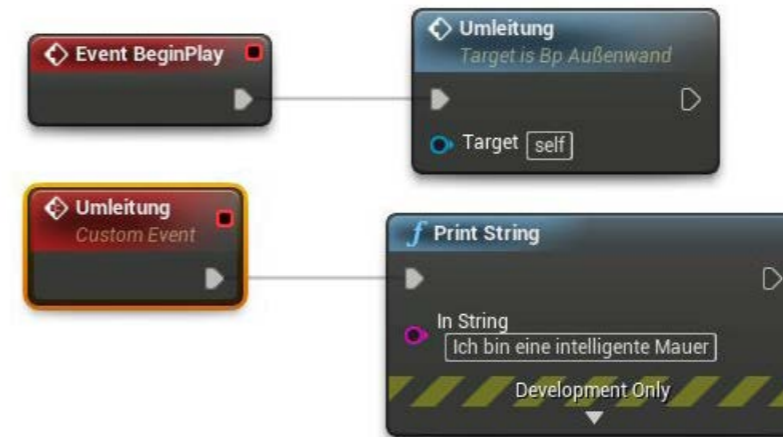 Event BeginPlay
Umleitung
Target is Bp Außenwand
Target self
Umleitung
Custom Event
Print String
In String
Ich bin eine intelligente Mauer
Development Only